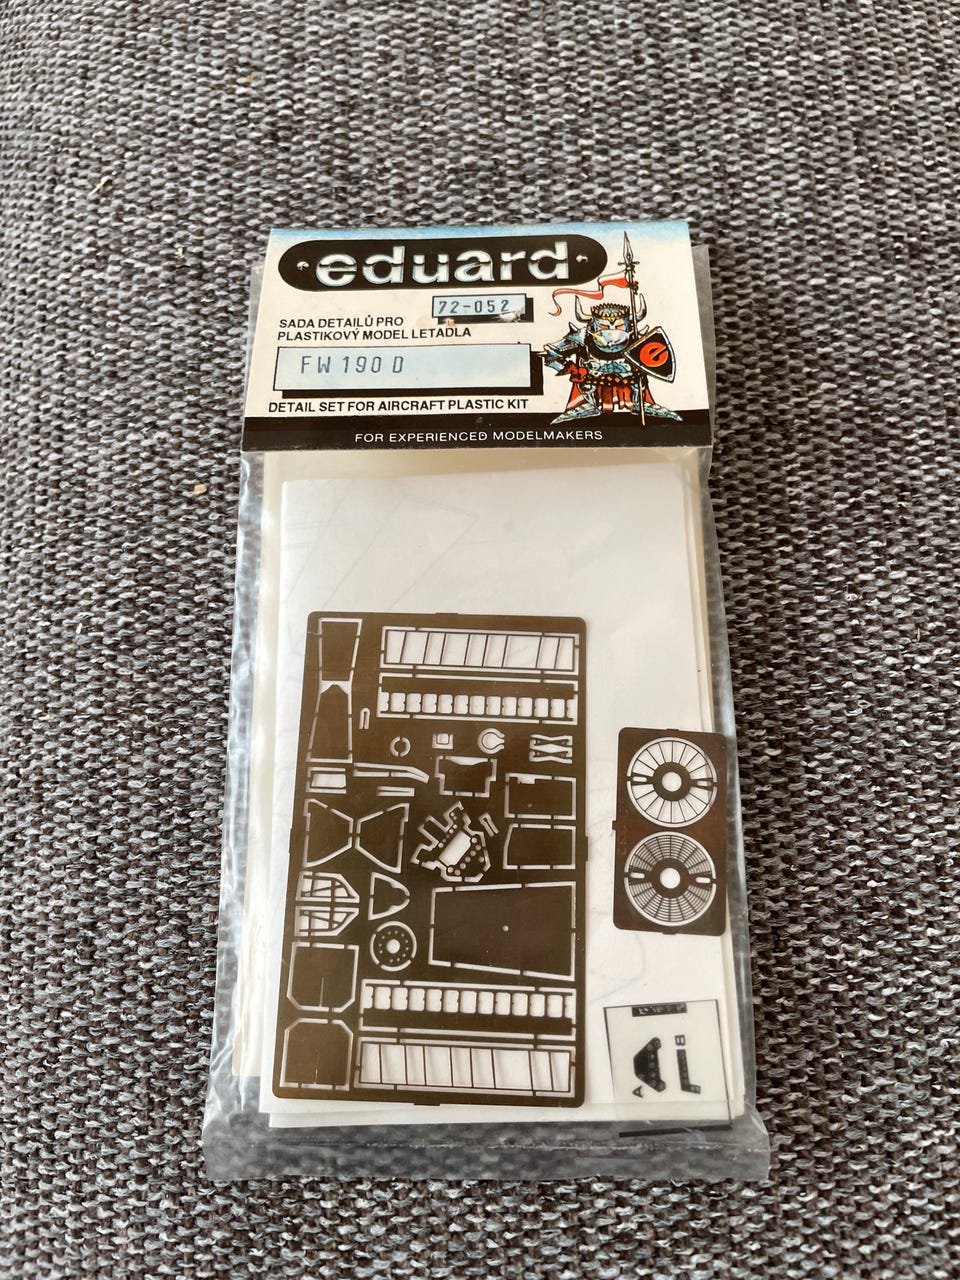 eduard
72-052
SADA DETAILŮ PRO
PLASTIKOVÝ MODEL LETADLA
FW 190 D
e
DETAIL SET FOR AIRCRAFT PLASTIC KIT
FOR EXPERIENCED MODELMAKERS
B
A